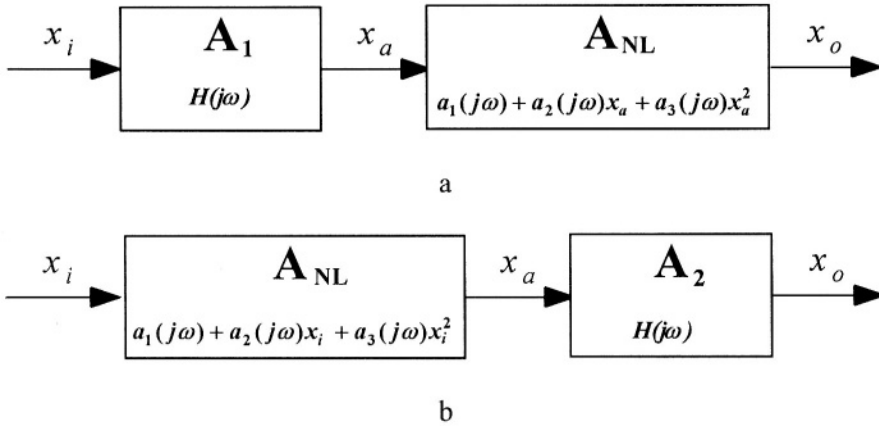 x_i A_1 x_a A_NL x_o
H(jω) a_1(jω) + a_2(jω)x_a + a_3(jω)x_a^2
a
x_i A_NL x_a A_2 x_o
a_1(jω) + a_2(jω)x_i + a_3(jω)x_i^2 H(jω)
b